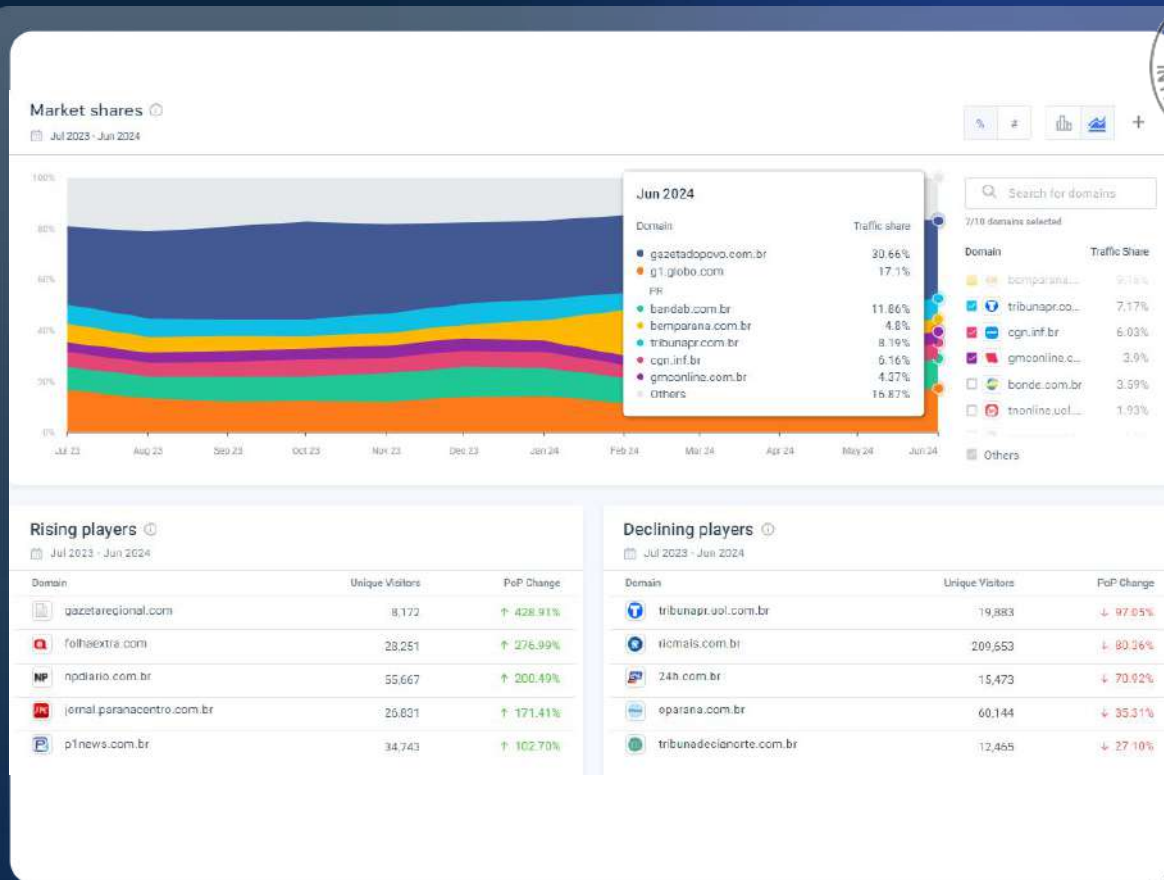 Market shares
Jul 2023 - Jun 2024
100%
80%
60%
40%
20%
0%
Jul 23 Aug 23 Sep 23 Oct 23 Nov 23 Dec 23 Jan 24 Feb 24 Mar 24 Apr 24 May 24 Jun 24
Jun 2024
Domain Traffic share
gazetadopovo.com.br 30.66%
g1.globo.com 17.1%
PR
bandab.com.br 11.86%
bemparana.com.br 4.8%
tribunapr.com.br 8.19%
cgn.inf.br 6.16%
gmconline.com.br 4.37%
Others 16.87%
Search for domains
7/10 domains selected
Domain Traffic Share
bemparana...
tribunapr.co... 7.17%
cgn.inf.br 6.03%
gmconline.c... 3.9%
bonde.com.br 3.59%
tnonline.uol.... 1.93%
Others
Rising players
Jul 2023 - Jun 2024
Domain Unique Visitors PoP Change
gazetaregional.com 8,172 ↑ 428.91%
folhaextra.com 28,251 ↑ 276.99%
NP npdiario.com.br 55,667 ↑ 200.49%
JPC jornal.paranacentro.com.br 26,831 ↑ 171.41%
p1news.com.br 34,743 ↑ 102.70%
Declining players
Jul 2023 - Jun 2024
Domain Unique Visitors PoP Change
tribunapr.uol.com.br 19,883 ↓ 97.05%
ricmais.com.br 209,653 ↓ 80.36%
24h.com.br 15,473 ↓ 70.92%
oparana.com.br 60,144 ↓ 35.31%
tribunadecianorte.com.br 12,465 ↓ 27.10%